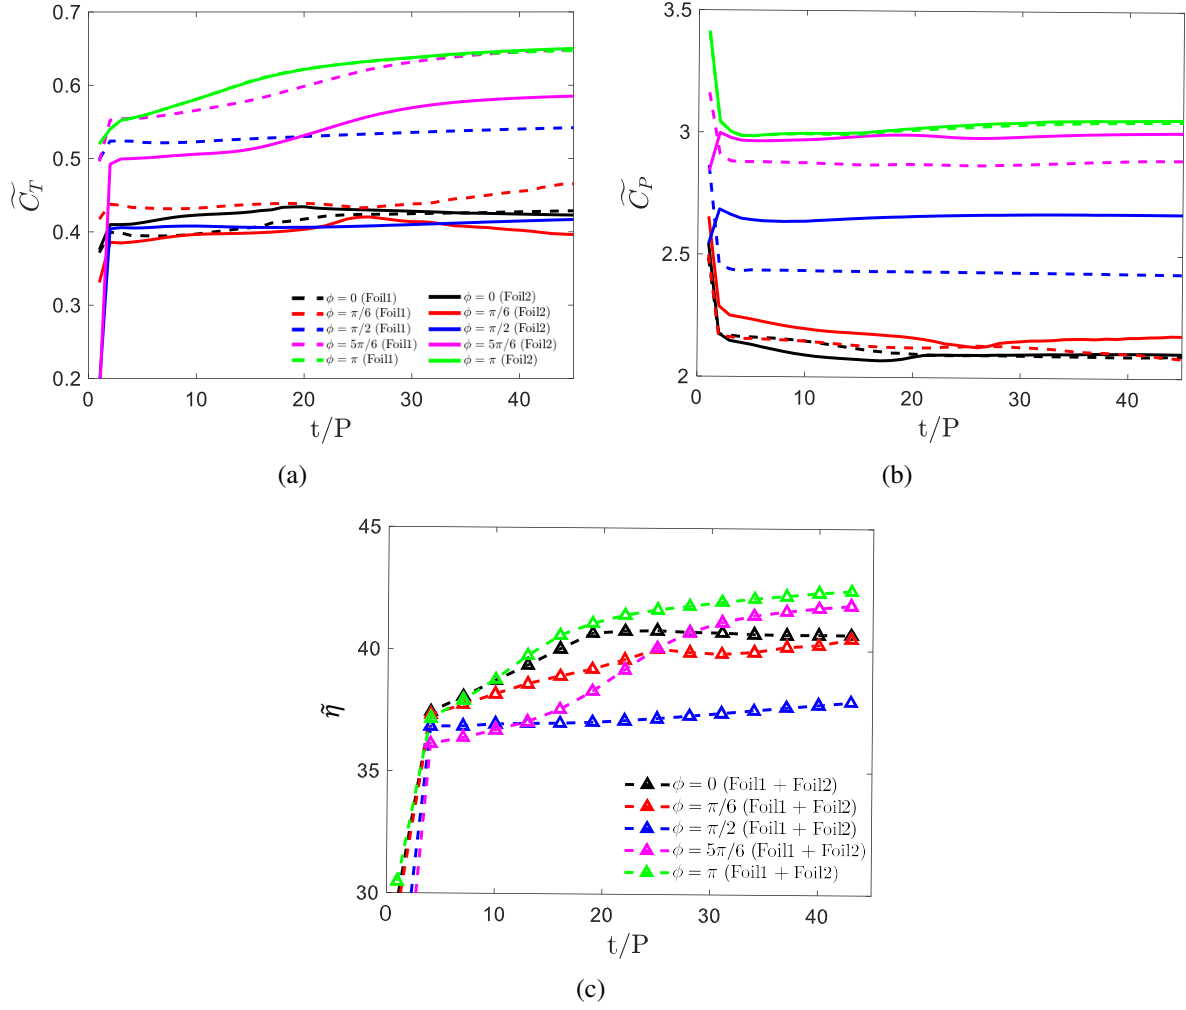 0.7
0.6
0.5
0.4
0.3
0.2
0
10
20
30
40
C̃_T
t/P
ϕ = 0 (Foil1)
ϕ = π/6 (Foil1)
ϕ = π/2 (Foil1)
ϕ = 5π/6 (Foil1)
ϕ = π (Foil1)
ϕ = 0 (Foil2)
ϕ = π/6 (Foil2)
ϕ = π/2 (Foil2)
ϕ = 5π/6 (Foil2)
ϕ = π (Foil2)
(a)
3.5
3
2.5
2
0
10
20
30
40
C̃_P
t/P
(b)
45
40
35
30
0
10
20
30
40
η̃
t/P
ϕ = 0 (Foil1 + Foil2)
ϕ = π/6 (Foil1 + Foil2)
ϕ = π/2 (Foil1 + Foil2)
ϕ = 5π/6 (Foil1 + Foil2)
ϕ = π (Foil1 + Foil2)
(c)